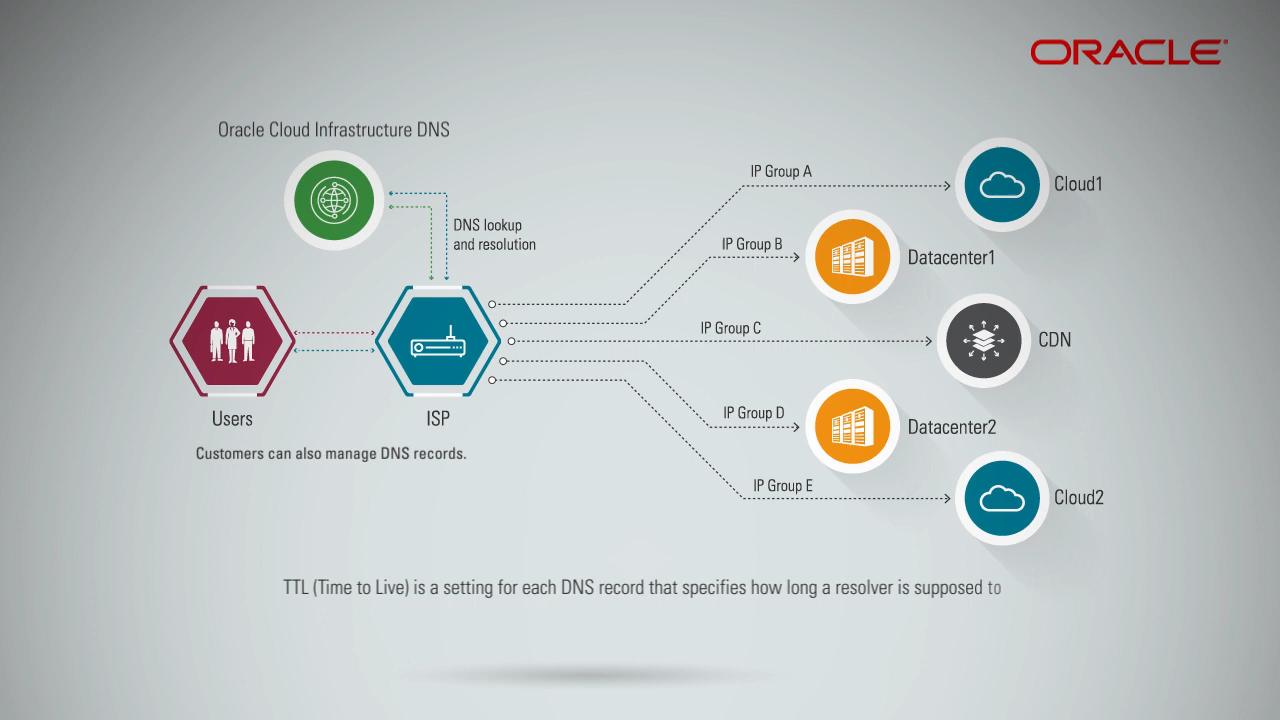 ORACLE
Oracle Cloud Infrastructure DNS
IP Group A
Cloud1
DNS lookup
and resolution
IP Group B
Datacenter1
IP Group C
CDN
Users
ISP
IP Group D
Datacenter2
Customers can also manage DNS records.
IP Group E
Cloud2
TTL (Time to Live) is a setting for each DNS record that specifies how long a resolver is supposed to